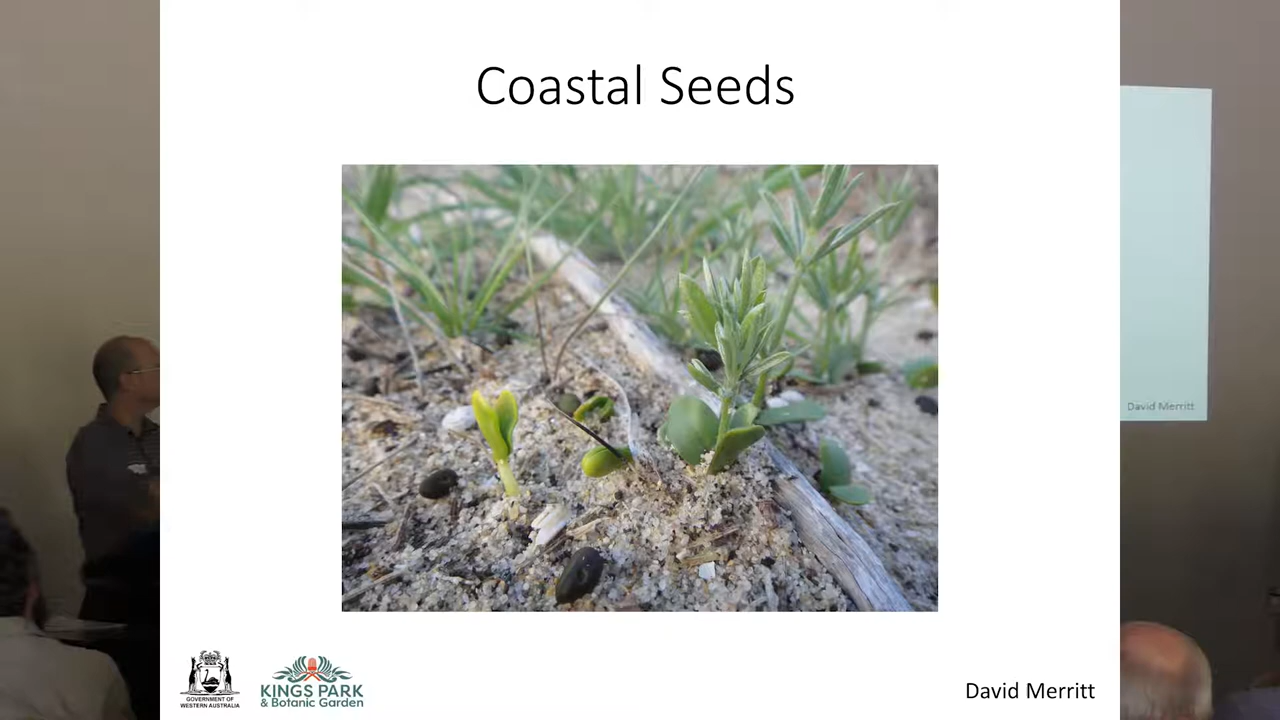 Coastal Seeds
David Merritt
GOVERNMENT OF
WESTERN AUSTRALIA
KINGS PARK
& Botanic Garden
David Merritt